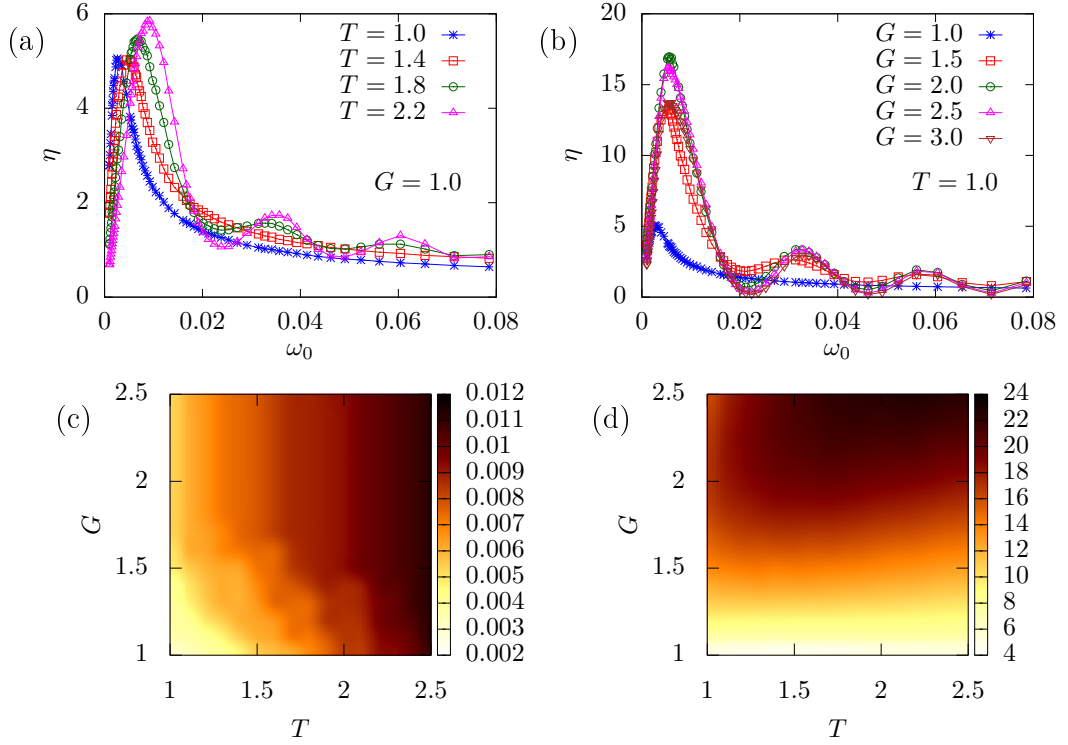 (a)
6
4
2
0
η
T = 1.0
T = 1.4
T = 1.8
T = 2.2
G = 1.0
0 0.02 0.04 0.06 0.08
ω0
(b)
20
15
10
5
0
η
G = 1.0
G = 1.5
G = 2.0
G = 2.5
G = 3.0
T = 1.0
0 0.02 0.04 0.06 0.08
ω0
(c)
2.5
2
1.5
1
G
1 1.5 2 2.5
T
0.012
0.011
0.010
0.009
0.008
0.007
0.006
0.005
0.004
0.003
0.002
(d)
2.5
2
1.5
1
G
1 1.5 2 2.5
T
24
22
20
18
16
14
12
10
8
6
4